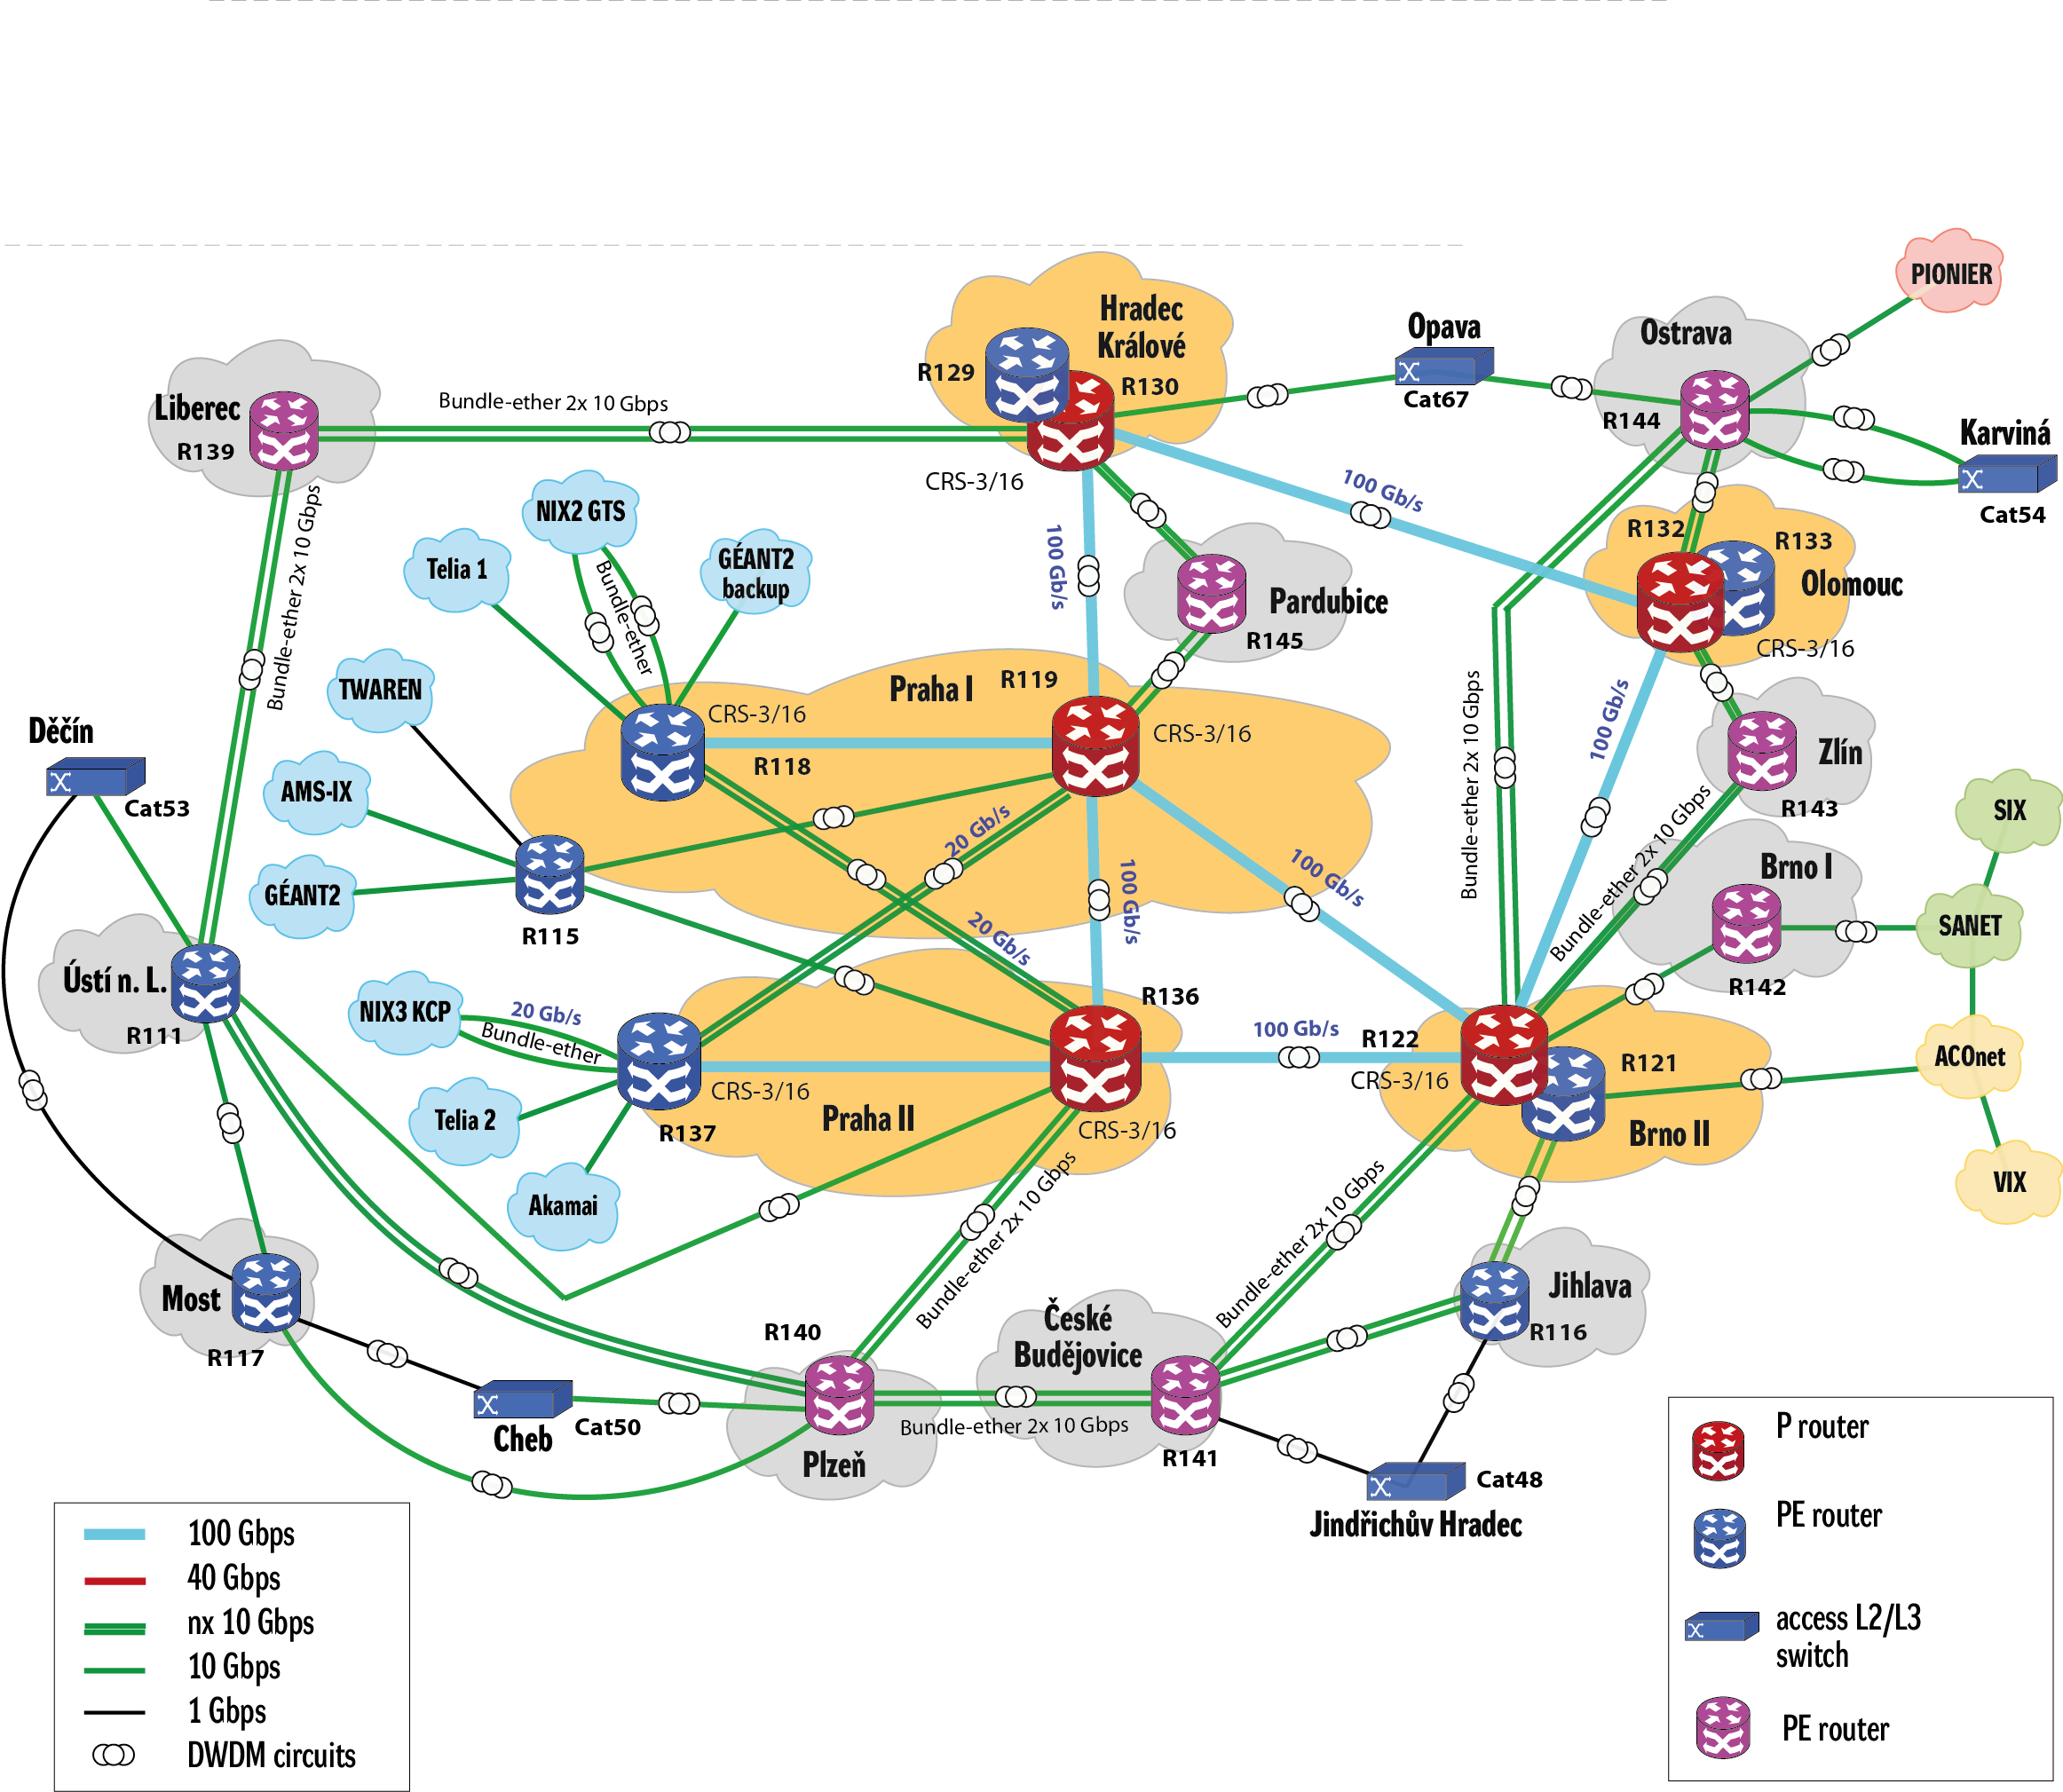 PIONIER
Hradec
Králové
R129
R130
CRS-3/16
Opava
Cat67
Ostrava
R144
Karviná
Cat54
Liberec
R139
Bundle-ether 2x 10 Gbps
Bundle-ether 2x 10 Gbps
100 Gb/s
100 Gb/s
NIX2 GTS
Bundle-ether
Telia 1
GÉANT2
backup
Pardubice
R145
R132
R133
Olomouc
CRS-3/16
TWAREN
Praha I
R119
CRS-3/16
CRS-3/16
R118
Děčín
Cat53
AMS-IX
GÉANT2
R115
20 Gb/s
20 Gb/s
100 Gb/s
100 Gb/s
Bundle-ether 2x 10 Gbps
100 Gb/s
Bundle-ether 2x 10 Gbps
Zlín
R143
Brno I
R142
SIX
SANET
ACOnet
VIX
Ústí n. L.
R111
NIX3 KCP
20 Gb/s
Bundle-ether
Telia 2
Akamai
R137
CRS-3/16
Praha II
R136
CRS-3/16
100 Gb/s
R122
CRS-3/16
R121
Brno II
Bundle-ether 2x 10 Gbps
Bundle-ether 2x 10 Gbps
Most
R117
Cheb
Cat50
R140
Plzeň
České
Budějovice
R141
Bundle-ether 2x 10 Gbps
Jihlava
R116
Cat48
Jindřichův Hradec
100 Gbps
40 Gbps
nx 10 Gbps
10 Gbps
1 Gbps
DWDM circuits
P router
PE router
access L2/L3
switch
PE router